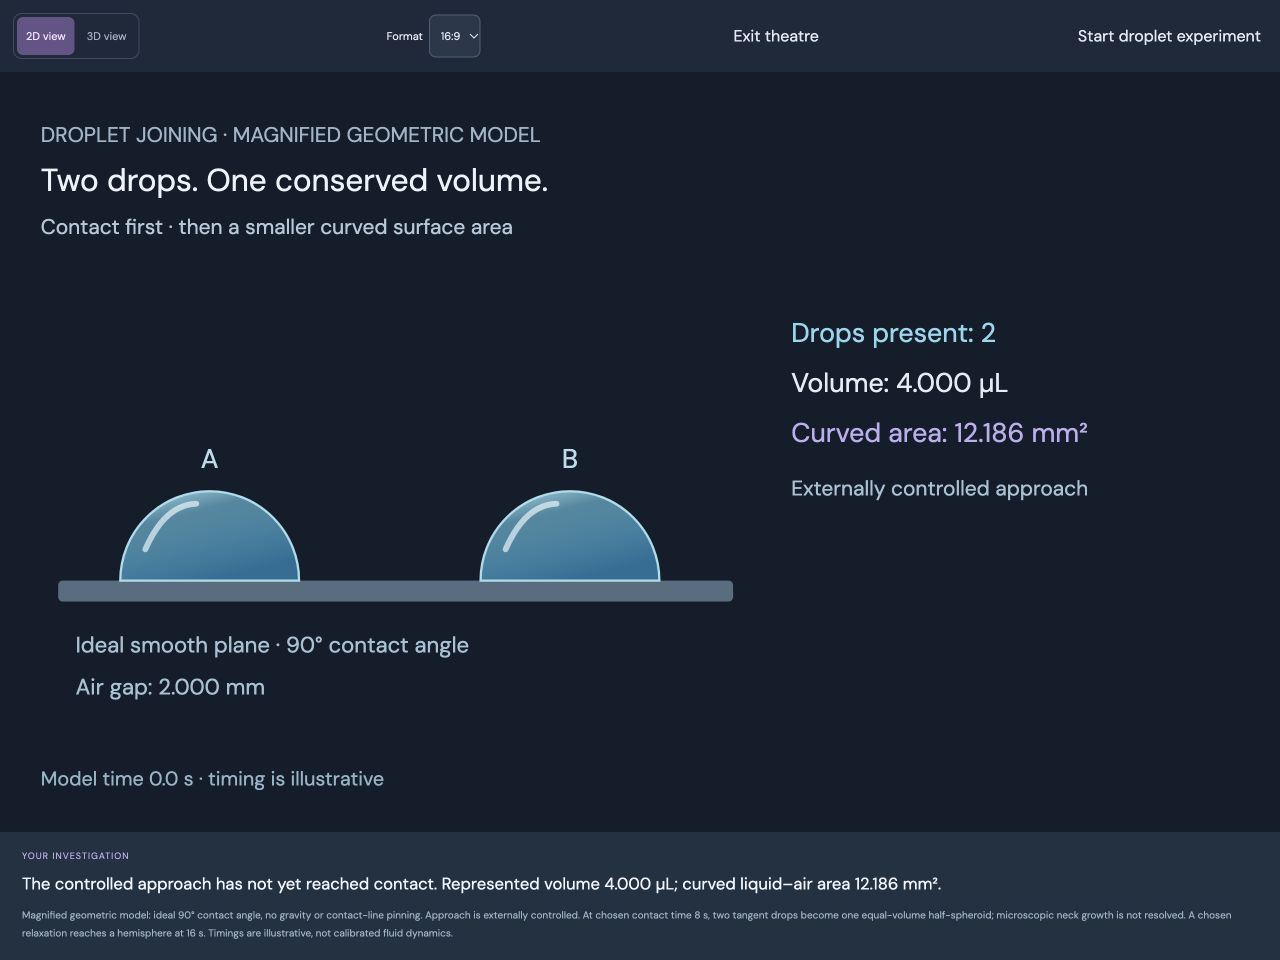 2D view
3D view
Format
16:9
Exit theatre
Start droplet experiment
DROPLET JOINING · MAGNIFIED GEOMETRIC MODEL
Two drops. One conserved volume.
Contact first · then a smaller curved surface area
Drops present: 2
Volume: 4.000 µL
Curved area: 12.186 mm²
Externally controlled approach
A
B
Ideal smooth plane · 90° contact angle
Air gap: 2.000 mm
Model time 0.0 s · timing is illustrative
YOUR INVESTIGATION
The controlled approach has not yet reached contact. Represented volume 4.000 µL; curved liquid–air area 12.186 mm².
Magnified geometric model: ideal 90° contact angle, no gravity or contact-line pinning. Approach is externally controlled. At chosen contact time 8 s, two tangent drops become one equal-volume half-spheroid; microscopic neck growth is not resolved. A chosen
relaxation reaches a hemisphere at 16 s. Timings are illustrative, not calibrated fluid dynamics.